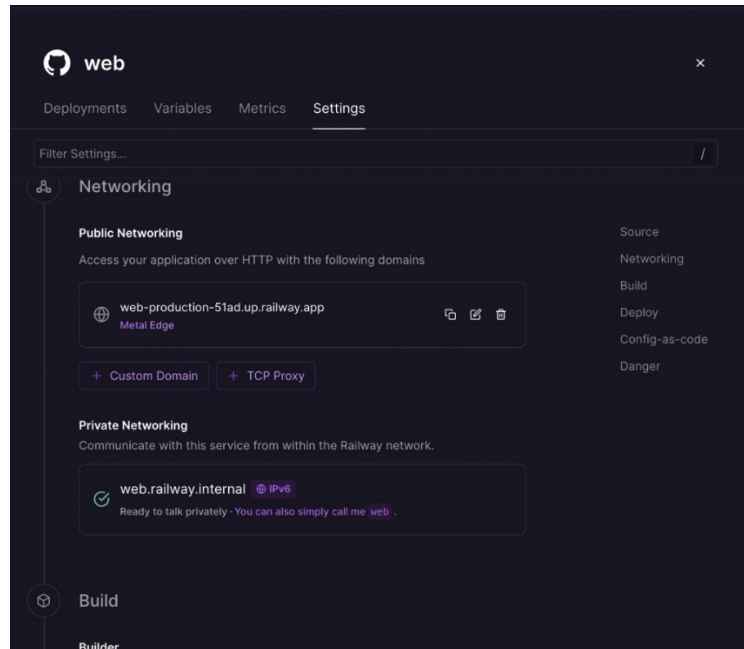 web
Deployments Variables Metrics Settings
Filter Settings... /
Networking
Public Networking
Access your application over HTTP with the following domains
web-production-51ad.up.railway.app
Metal Edge
+ Custom Domain + TCP Proxy
Private Networking
Communicate with this service from within the Railway network.
web.railway.internal IPv6
Ready to talk privately · You can also simply call me web .
Build
Builder
Source
Networking
Build
Deploy
Config-as-code
Danger